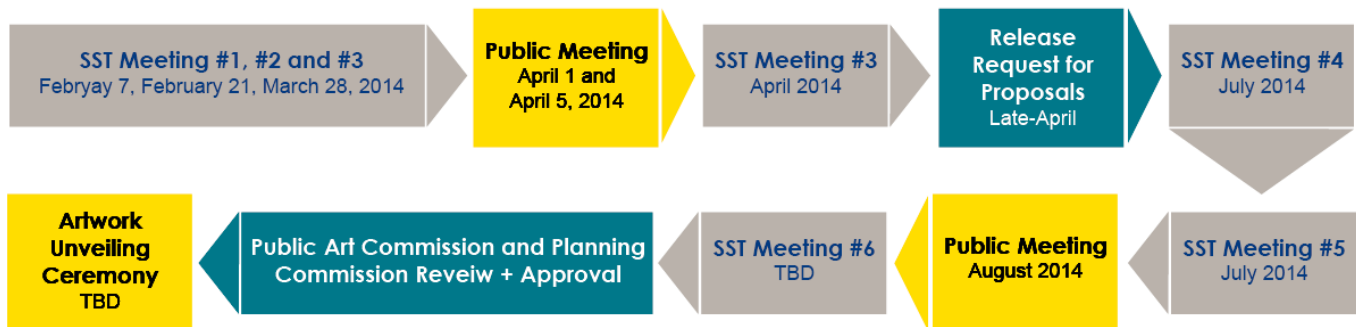 SST Meeting #1, #2 and #3
Febryay 7, February 21, March 28, 2014
Public Meeting
April 1 and
April 5, 2014
SST Meeting #3
April 2014
Release
Request for
Proposals
Late-April
SST Meeting #4
July 2014
SST Meeting #5
July 2014
Public Meeting
August 2014
SST Meeting #6
TBD
Public Art Commission and Planning
Commission Reveiw + Approval
Artwork
Unveiling
Ceremony
TBD